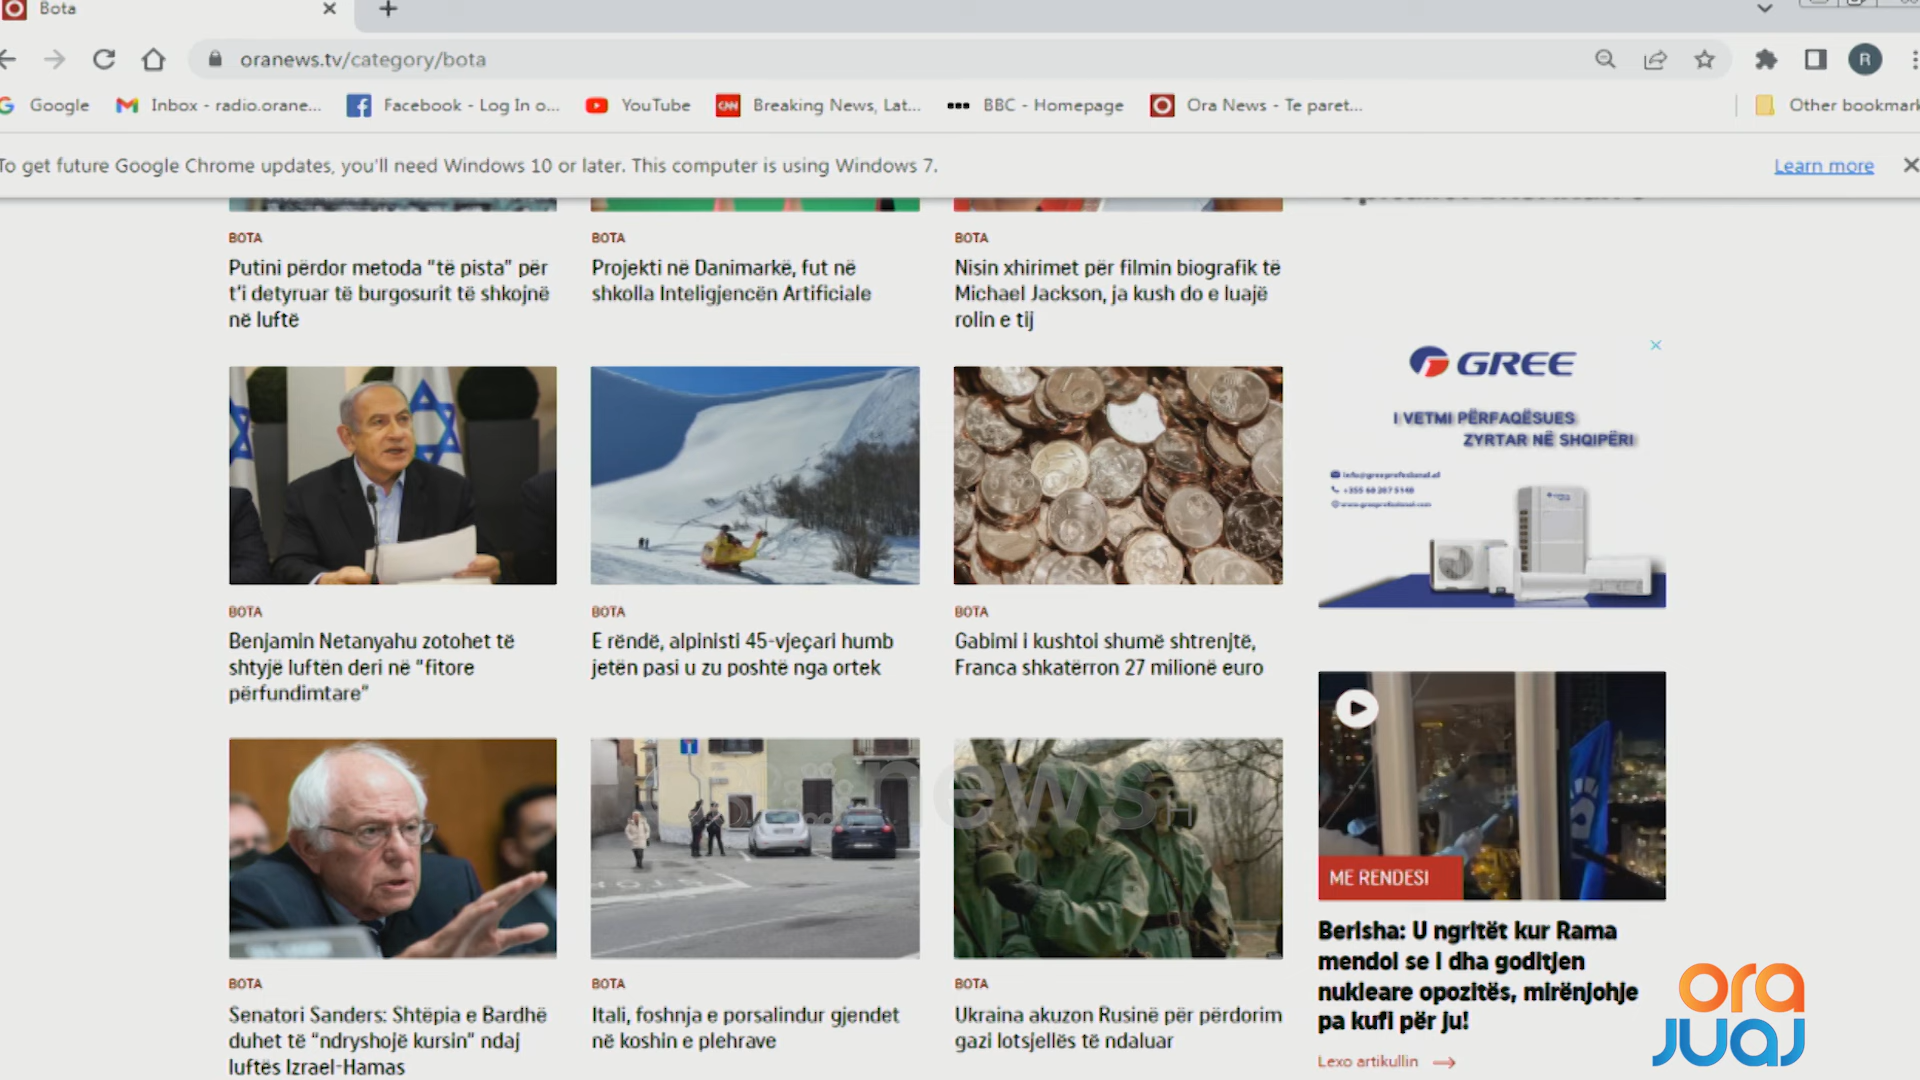 Bota
oranews.tv/category/bota
R
Google
Inbox - radio.orane...
Facebook - Log In o...
YouTube
CNN
Breaking News, Lat...
BBC - Homepage
Ora News - Te paret...
Other bookmark
To get future Google Chrome updates, you'll need Windows 10 or later. This computer is using Windows 7.
Learn more
BOTA
Putini përdor metoda "të pista" për
t'i detyruar të burgosurit të shkojnë
në luftë
BOTA
Projekti në Danimarkë, fut në
shkolla Inteligjencën Artificiale
BOTA
Nisin xhirimet për filmin biografik të
Michael Jackson, ja kush do e luajë
rolin e tij
BOTA
Benjamin Netanyahu zotohet të
shtyjë luftën deri në "fitore
përfundimtare"
BOTA
E rëndë, alpinisti 45-vjeçari humb
jetën pasi u zu poshtë nga ortek
BOTA
Gabimi i kushtoi shumë shtrenjtë,
Franca shkatërron 27 milionë euro
BOTA
Senatori Sanders: Shtëpia e Bardhë
duhet të "ndryshojë kursin" ndaj
luftës Izrael-Hamas
BOTA
Itali, foshnja e porsalindur gjendet
në koshin e plehrave
BOTA
Ukraina akuzon Rusinë për përdorim
gazi lotsjellës të ndaluar
news
GREE
I VETMI PËRFAQËSUES
ZYRTAR NË SHQIPËRI
ME RENDESI
Berisha: U ngritët kur Rama
mendoi se i dha goditjen
nukleare opozitës, mirënjohje
pa kufi për ju!
Lexo artikullin
ora
JUAJ